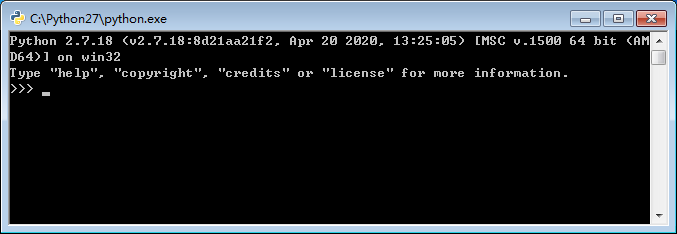 C:\Python27\python.exe
Python 2.7.18 (v2.7.18:8d21aa21f2, Apr 20 2020, 13:25:05) [MSC v.1500 64 bit (AM
D64)] on win32
Type "help", "copyright", "credits" or "license" for more information.
>>> _